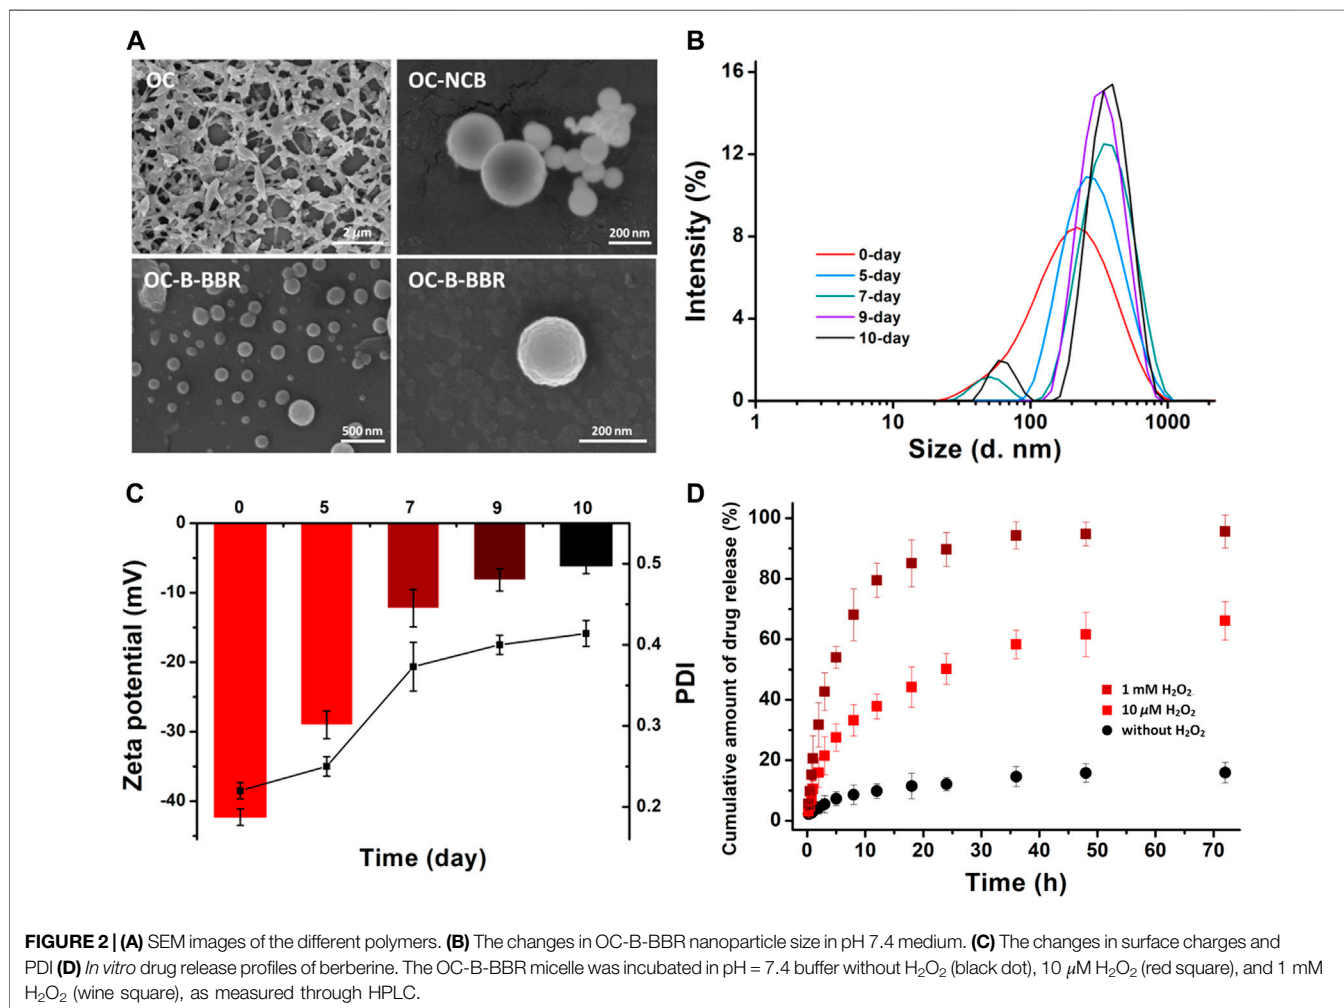 A
OC
2 μm
OC-NCB
200 nm
OC-B-BBR
500 nm
OC-B-BBR
200 nm
B
16
12
8
4
0
Intensity (%)
0-day
5-day
7-day
9-day
10-day
1
10
100
1000
Size (d. nm)
C
0
5
7
9
10
0
-10
-20
-30
-40
Zeta potential (mV)
0.5
0.4
0.3
0.2
PDI
Time (day)
D
100
80
60
40
20
0
Cumulative amount of drug release (%)
1 mM H₂O₂
10 μM H₂O₂
without H₂O₂
0
10
20
30
40
50
60
70
Time (h)
FIGURE 2 | (A) SEM images of the different polymers. (B) The changes in OC-B-BBR nanoparticle size in pH 7.4 medium. (C) The changes in surface charges and
PDI (D) In vitro drug release profiles of berberine. The OC-B-BBR micelle was incubated in pH = 7.4 buffer without H₂O₂ (black dot), 10 μM H₂O₂ (red square), and 1 mM
H₂O₂ (wine square), as measured through HPLC.